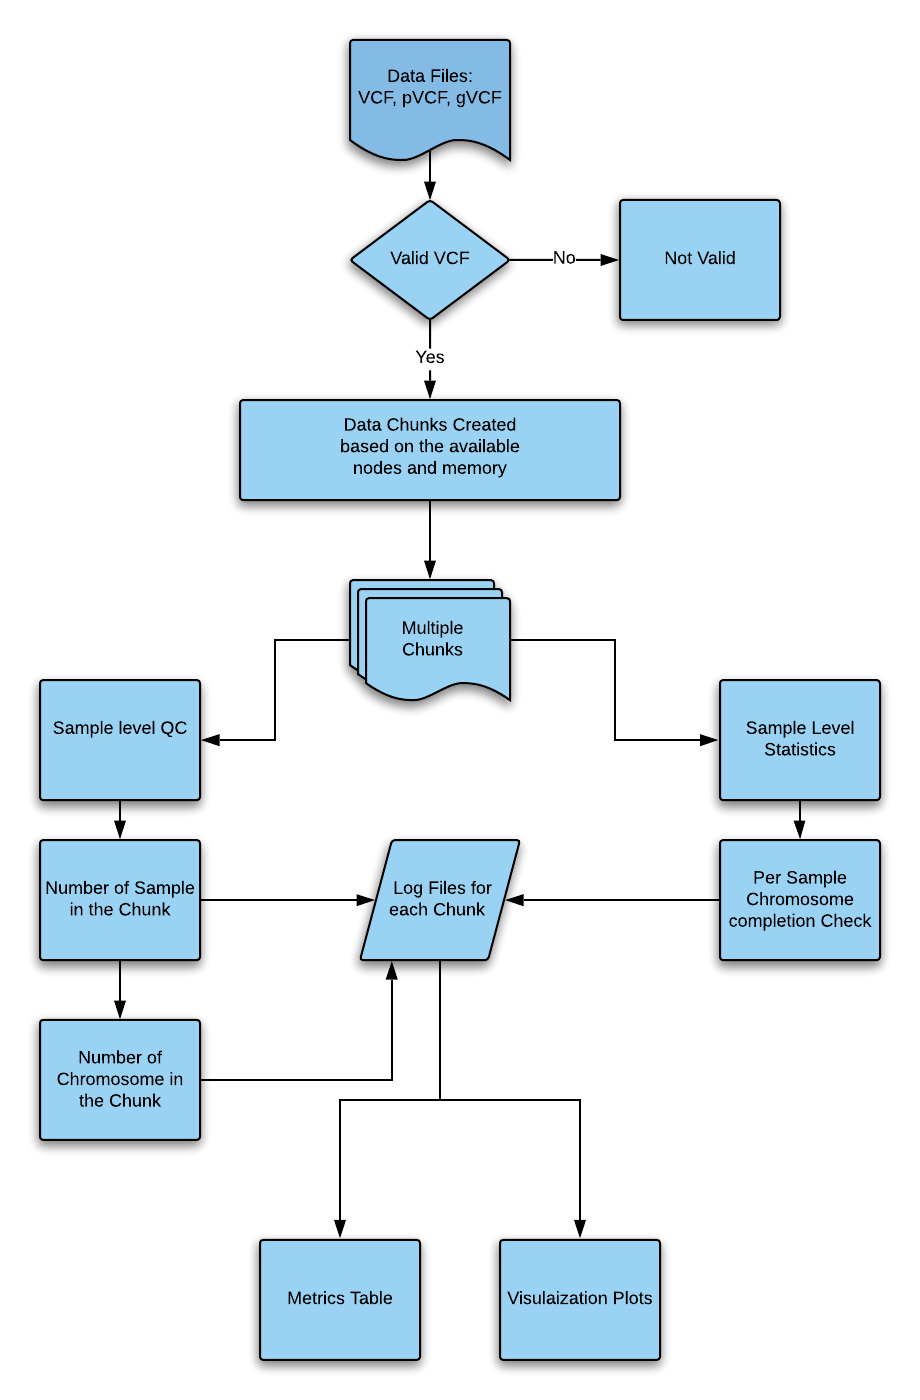 Data Files:
VCF, pVCF, gVCF
Valid VCF
No
Not Valid
Yes
Data Chunks Created
based on the available
nodes and memory
Multiple
Chunks
Sample level QC
Sample Level
Statistics
Number of Sample
in the Chunk
Log Files for
each Chunk
Per Sample
Chromosome
completion Check
Number of
Chromosome in
the Chunk
Metrics Table
Visulaization Plots